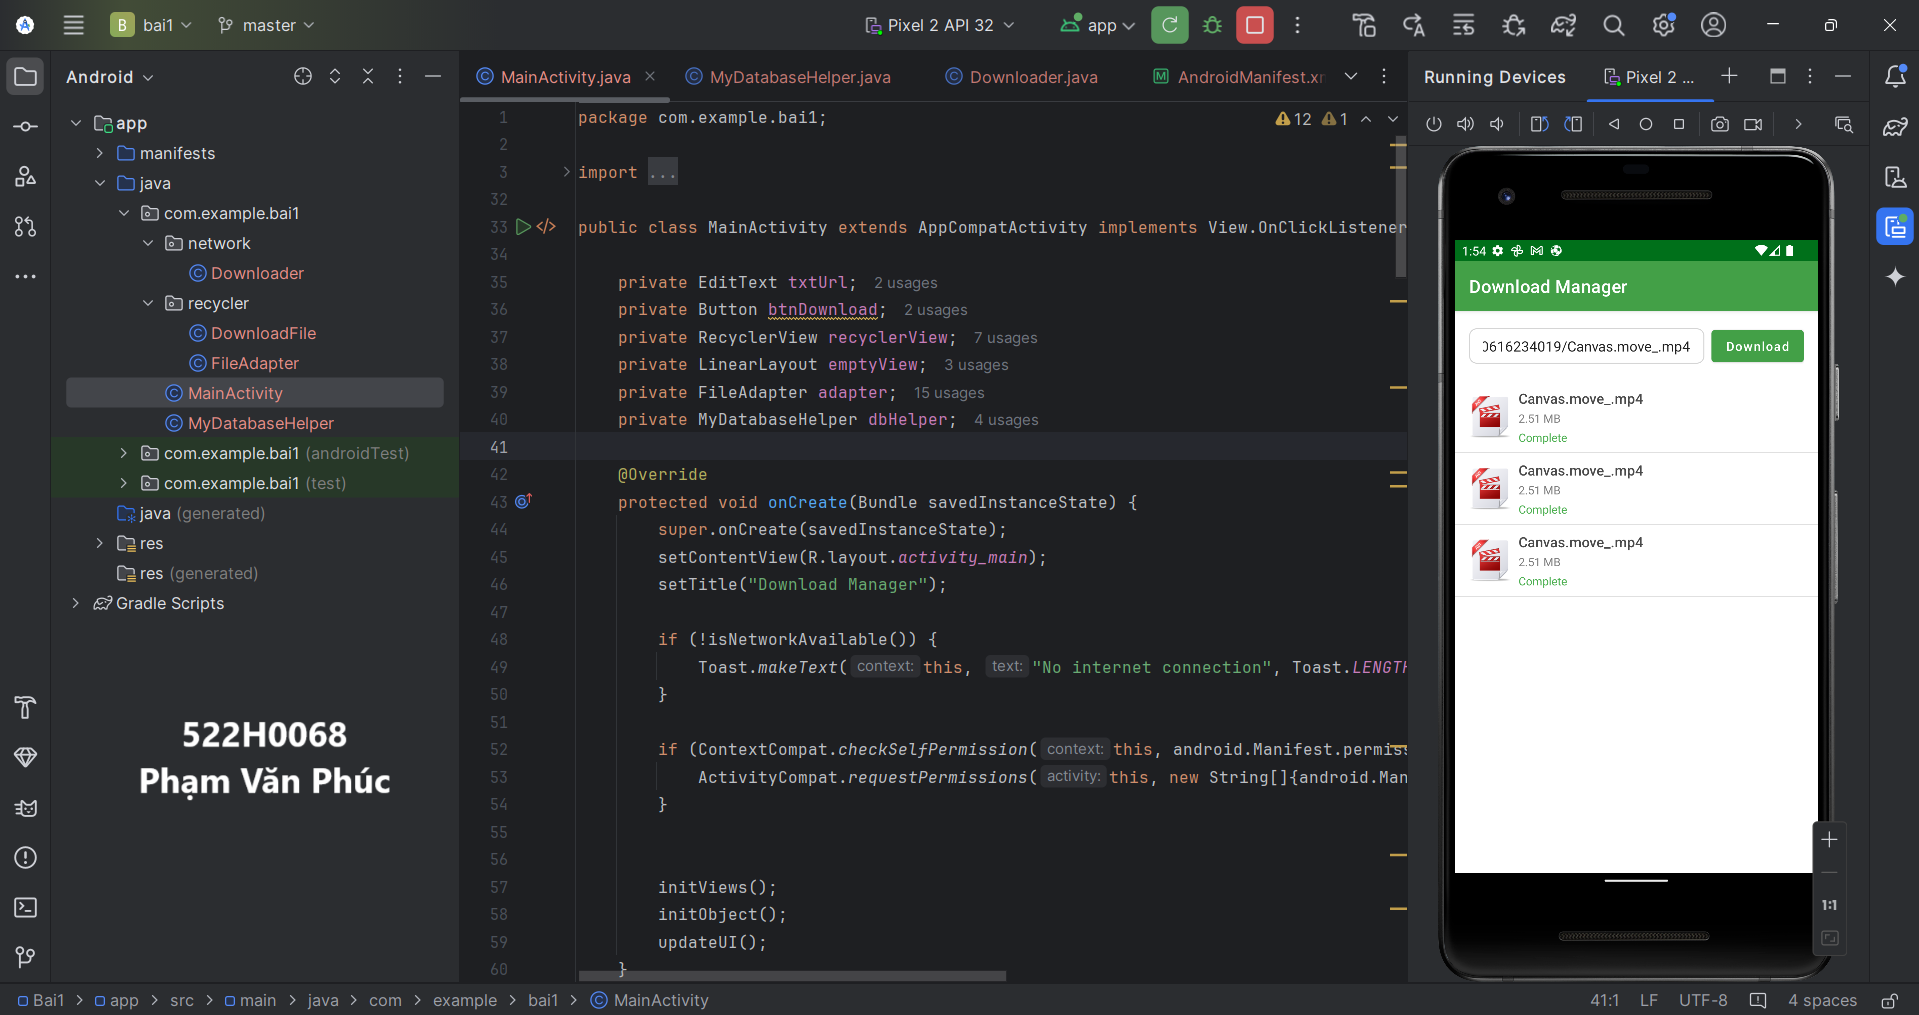 B bai1
master
Pixel 2 API 32
app
Android
app
manifests
java
com.example.bai1
network
Downloader
recycler
DownloadFile
FileAdapter
MainActivity
MyDatabaseHelper
com.example.bai1 (androidTest)
com.example.bai1 (test)
java (generated)
res
res (generated)
Gradle Scripts
522H0068
Phạm Văn Phúc
MainActivity.java
MyDatabaseHelper.java
Downloader.java
AndroidManifest.xm
12 1
1 package com.example.bai1;
2
3 import ...
32
33 public class MainActivity extends AppCompatActivity implements View.OnClickListener
34
35 private EditText txtUrl; 2 usages
36 private Button btnDownload; 2 usages
37 private RecyclerView recyclerView; 7 usages
38 private LinearLayout emptyView; 3 usages
39 private FileAdapter adapter; 15 usages
40 private MyDatabaseHelper dbHelper; 4 usages
41
42 @Override
43 protected void onCreate(Bundle savedInstanceState) {
44 super.onCreate(savedInstanceState);
45 setContentView(R.layout.activity_main);
46 setTitle("Download Manager");
47
48 if (!isNetworkAvailable()) {
49 Toast.makeText( context: this, text: "No internet connection", Toast.LENGTH
50 }
51
52 if (ContextCompat.checkSelfPermission( context: this, android.Manifest.permiss
53 ActivityCompat.requestPermissions( activity: this, new String[]{android.Man
54 }
55
56
57 initViews();
58 initObject();
59 updateUI();
60 }
Running Devices
Pixel 2 ...
1:54
Download Manager
0616234019/Canvas.move_.mp4
Download
Canvas.move_.mp4
2.51 MB
Complete
Canvas.move_.mp4
2.51 MB
Complete
Canvas.move_.mp4
2.51 MB
Complete
1:1
Bai1 > app > src > main > java > com > example > bai1 > MainActivity
41:1 LF UTF-8 4 spaces